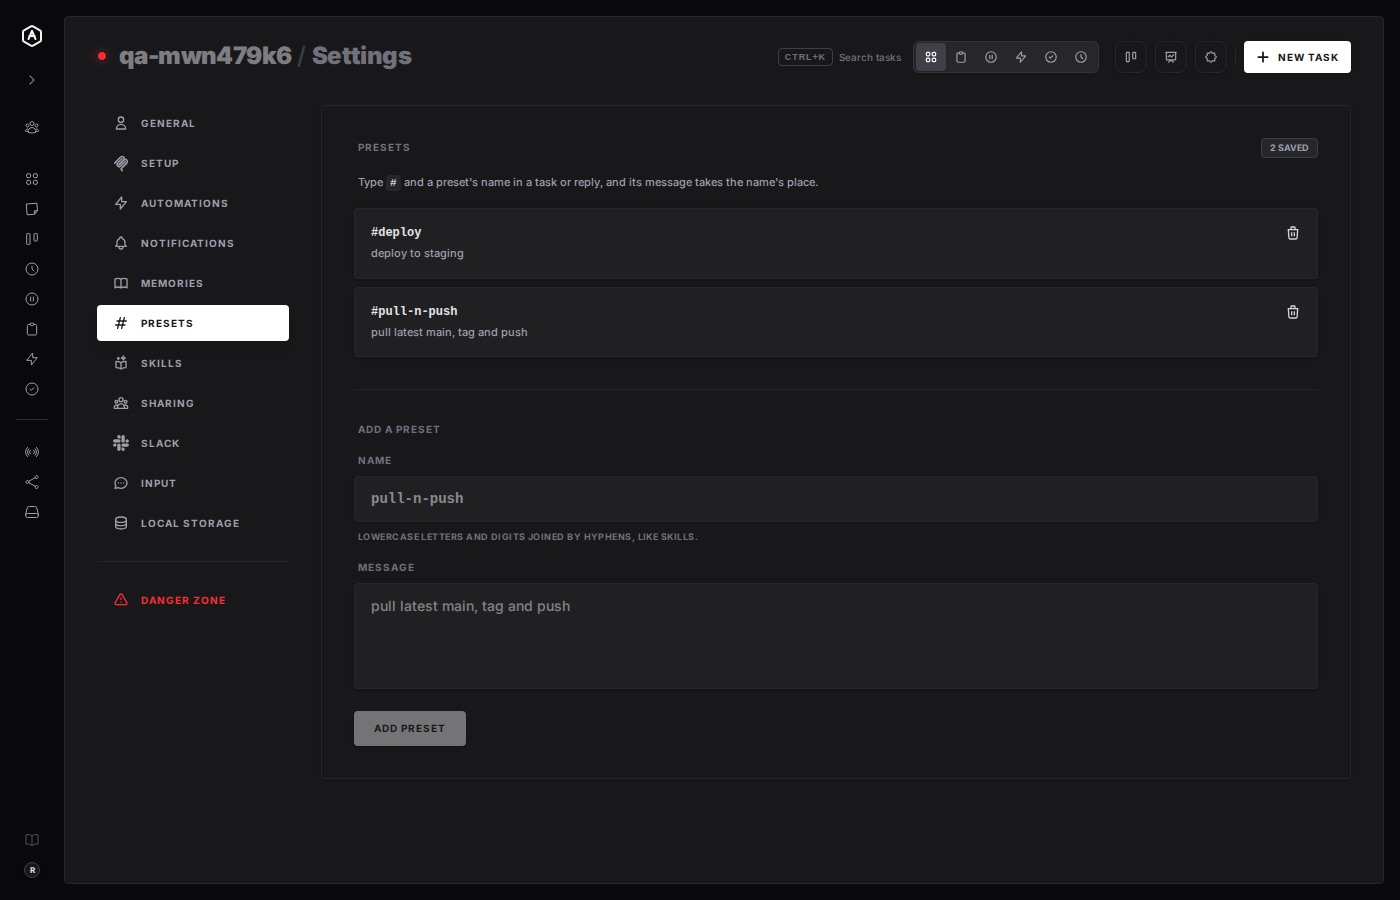 qa-mwn479k6 / Settings
CTRL+K Search tasks
NEW TASK
GENERAL
SETUP
AUTOMATIONS
NOTIFICATIONS
MEMORIES
PRESETS
SKILLS
SHARING
SLACK
INPUT
LOCAL STORAGE
DANGER ZONE
PRESETS
2 SAVED
Type # and a preset's name in a task or reply, and its message takes the name's place.
#deploy
deploy to staging
#pull-n-push
pull latest main, tag and push
ADD A PRESET
NAME
pull-n-push
LOWERCASE LETTERS AND DIGITS JOINED BY HYPHENS, LIKE SKILLS.
MESSAGE
pull latest main, tag and push
ADD PRESET
R